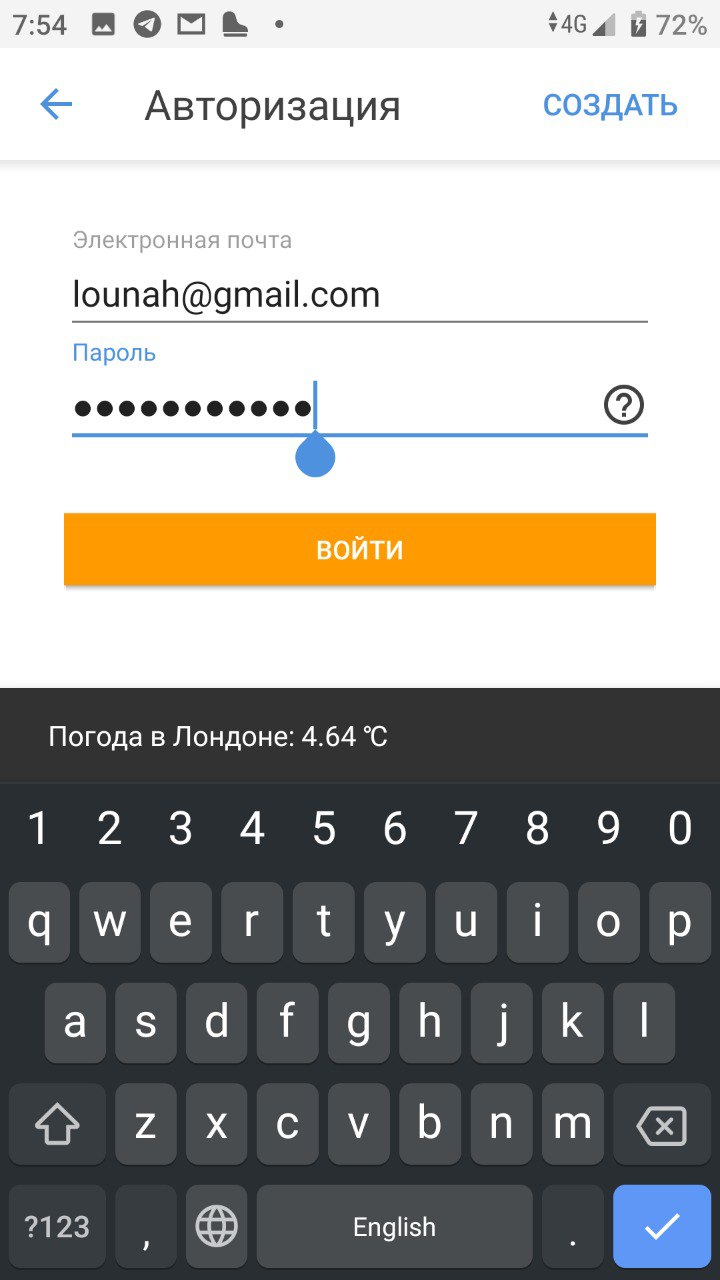 7:54 4G 72%
Авторизация СОЗДАТЬ
Электронная почта
lounah@gmail.com
Пароль
•••••••••••
ВОЙТИ
Погода в Лондоне: 4.64 °C
1 2 3 4 5 6 7 8 9 0
q w e r t y u i o p
a s d f g h j k l
z x c v b n m
?123 , English .